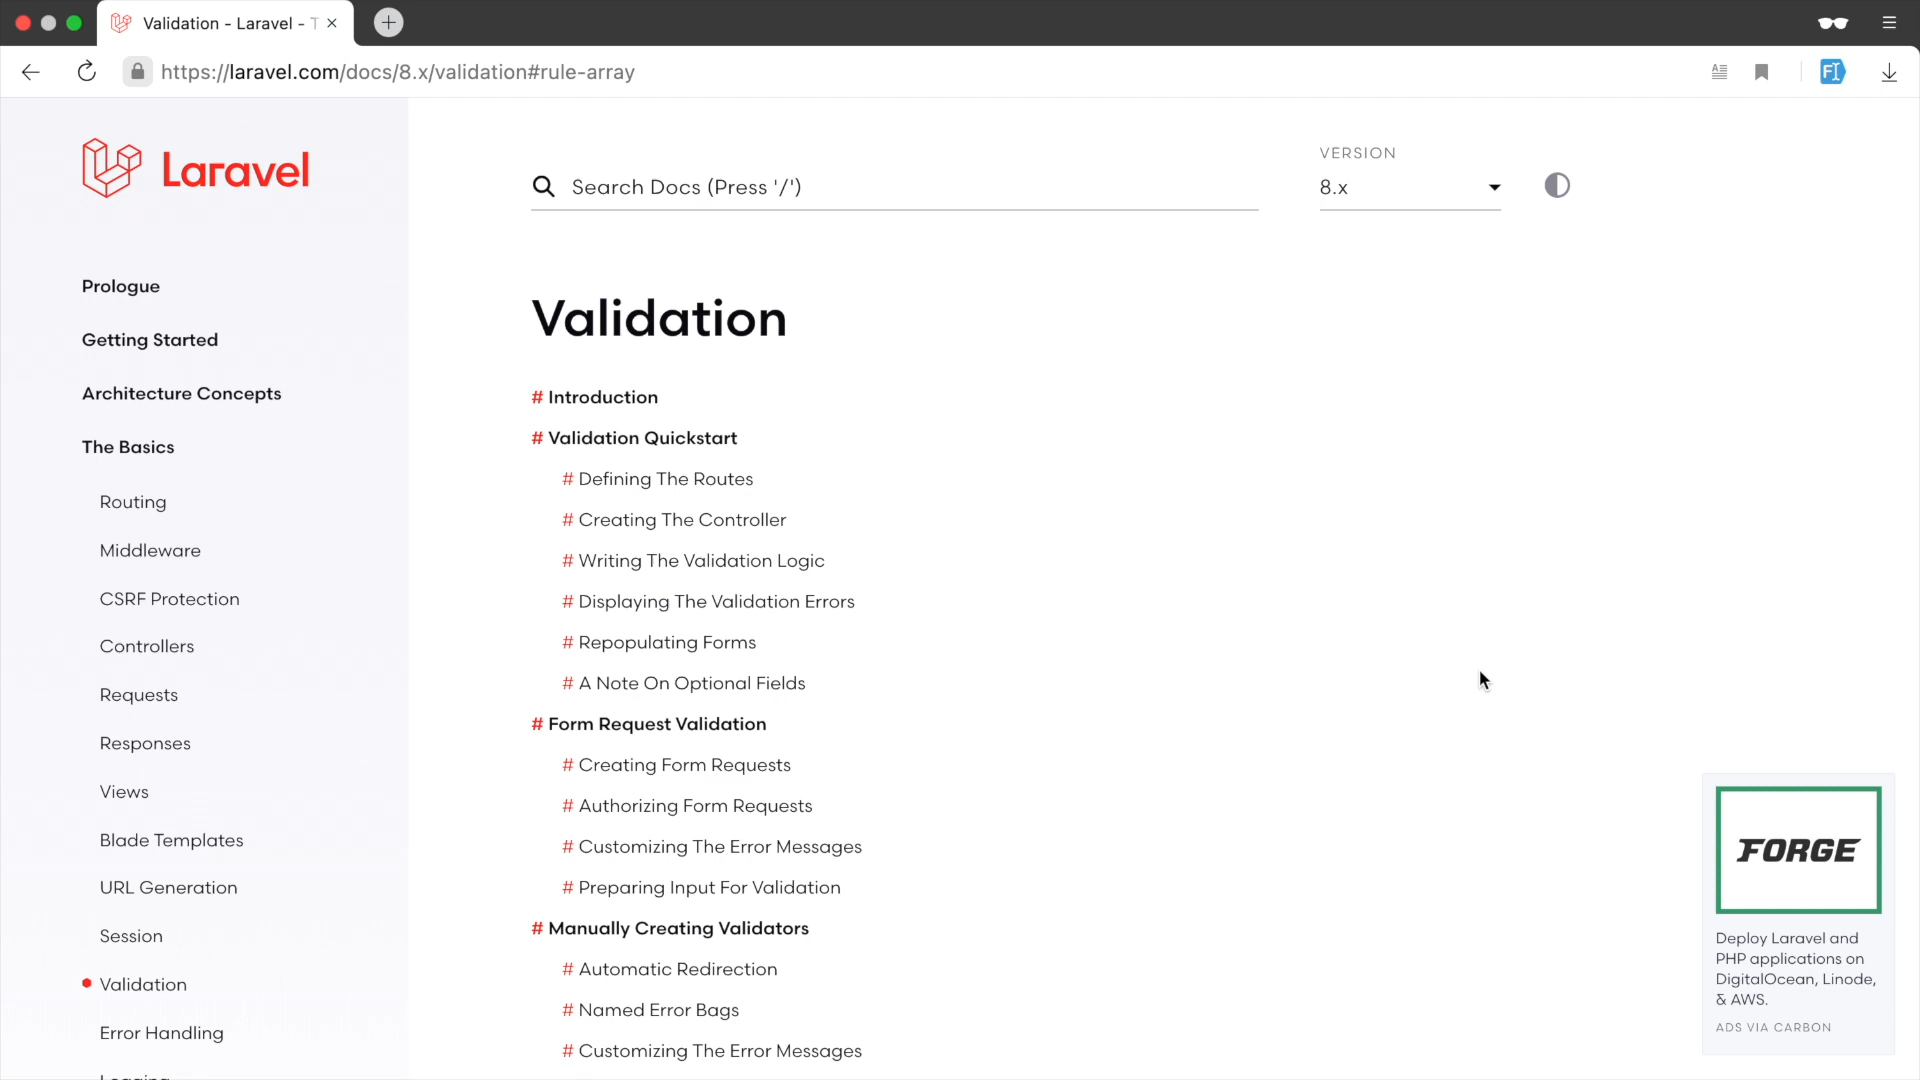 Validation - Laravel - T
https://laravel.com/docs/8.x/validation#rule-array
Laravel
Prologue
Getting Started
Architecture Concepts
The Basics
Routing
Middleware
CSRF Protection
Controllers
Requests
Responses
Views
Blade Templates
URL Generation
Session
Validation
Error Handling
Logging
Search Docs (Press '/')
VERSION
8.x
Validation
# Introduction
# Validation Quickstart
# Defining The Routes
# Creating The Controller
# Writing The Validation Logic
# Displaying The Validation Errors
# Repopulating Forms
# A Note On Optional Fields
# Form Request Validation
# Creating Form Requests
# Authorizing Form Requests
# Customizing The Error Messages
# Preparing Input For Validation
# Manually Creating Validators
# Automatic Redirection
# Named Error Bags
# Customizing The Error Messages
FORGE
Deploy Laravel and
PHP applications on
DigitalOcean, Linode,
& AWS.
ADS VIA CARBON